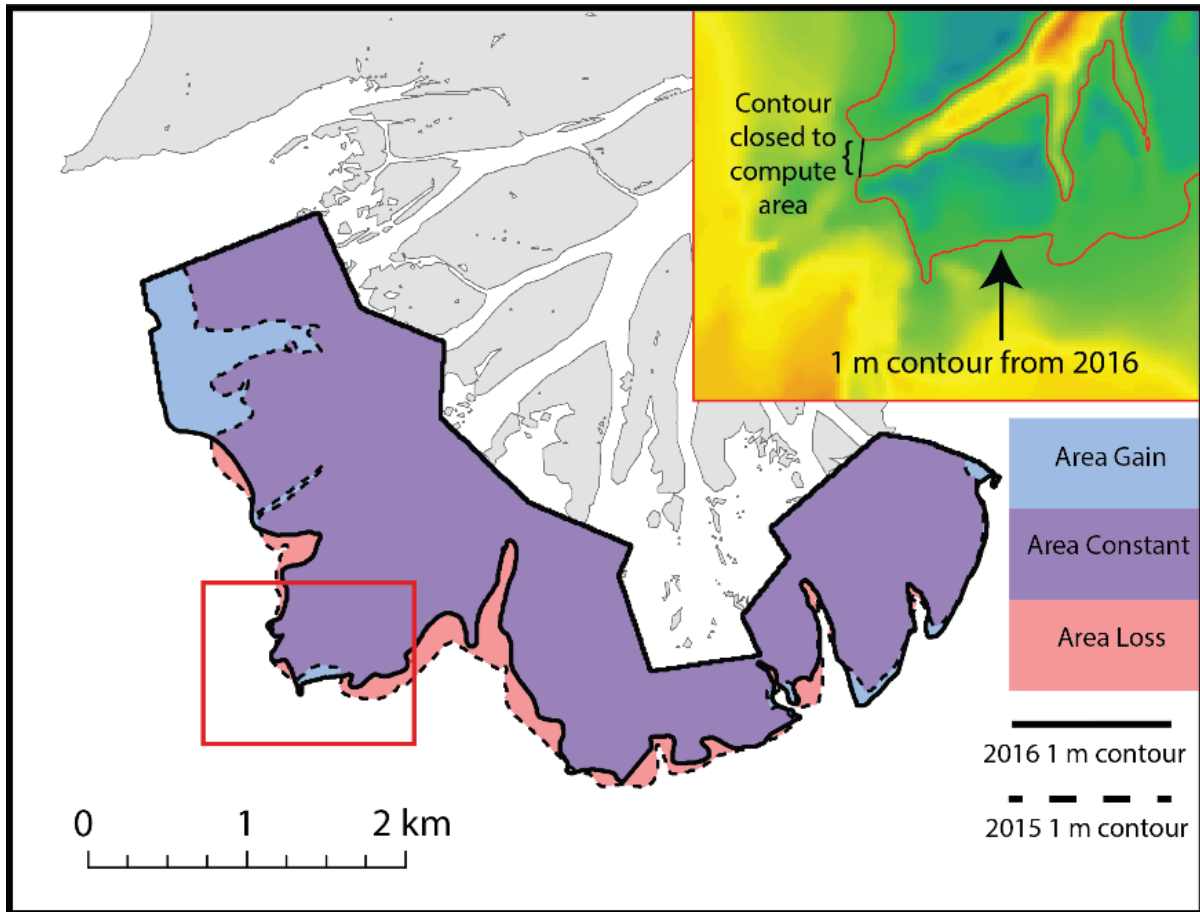 Contour
closed to
compute
area
{
1 m contour from 2016
Area Gain
Area Constant
Area Loss
2016 1 m contour
2015 1 m contour
0 1 2 km